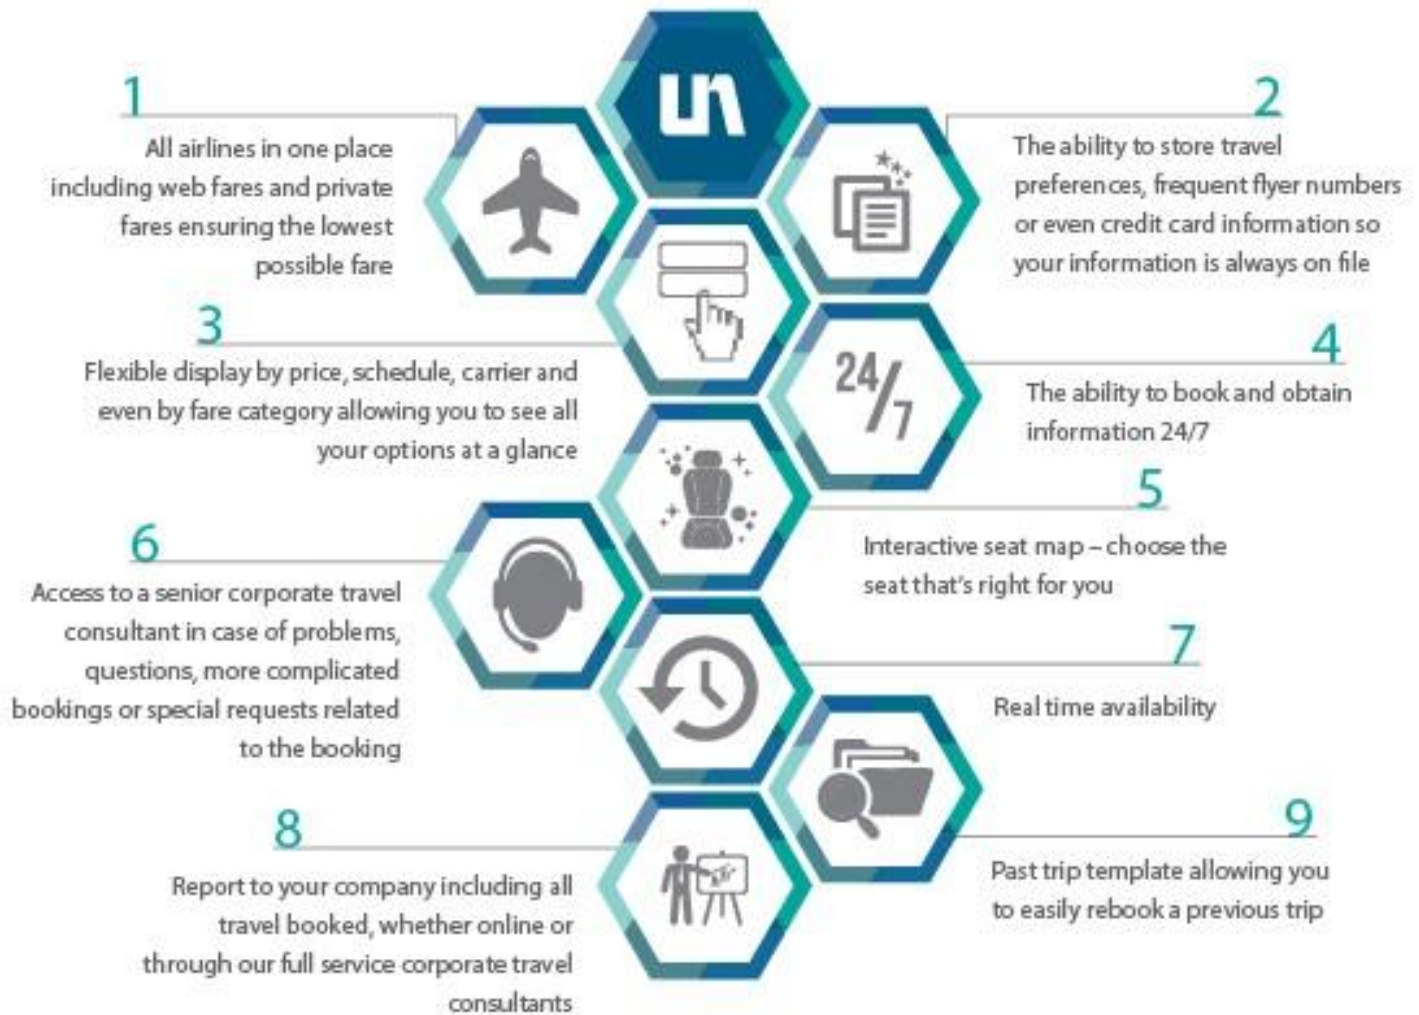 un
1
All airlines in one place
including web fares and private
fares ensuring the lowest
possible fare
2
The ability to store travel
preferences, frequent flyer numbers
or even credit card information so
your information is always on file
3
Flexible display by price, schedule, carrier and
even by fare category allowing you to see all
your options at a glance
24/7
4
The ability to book and obtain
information 24/7
5
Interactive seat map – choose the
seat that's right for you
6
Access to a senior corporate travel
consultant in case of problems,
questions, more complicated
bookings or special requests related
to the booking
7
Real time availability
8
Report to your company including all
travel booked, whether online or
through our full service corporate travel
consultants
9
Past trip template allowing you
to easily rebook a previous trip